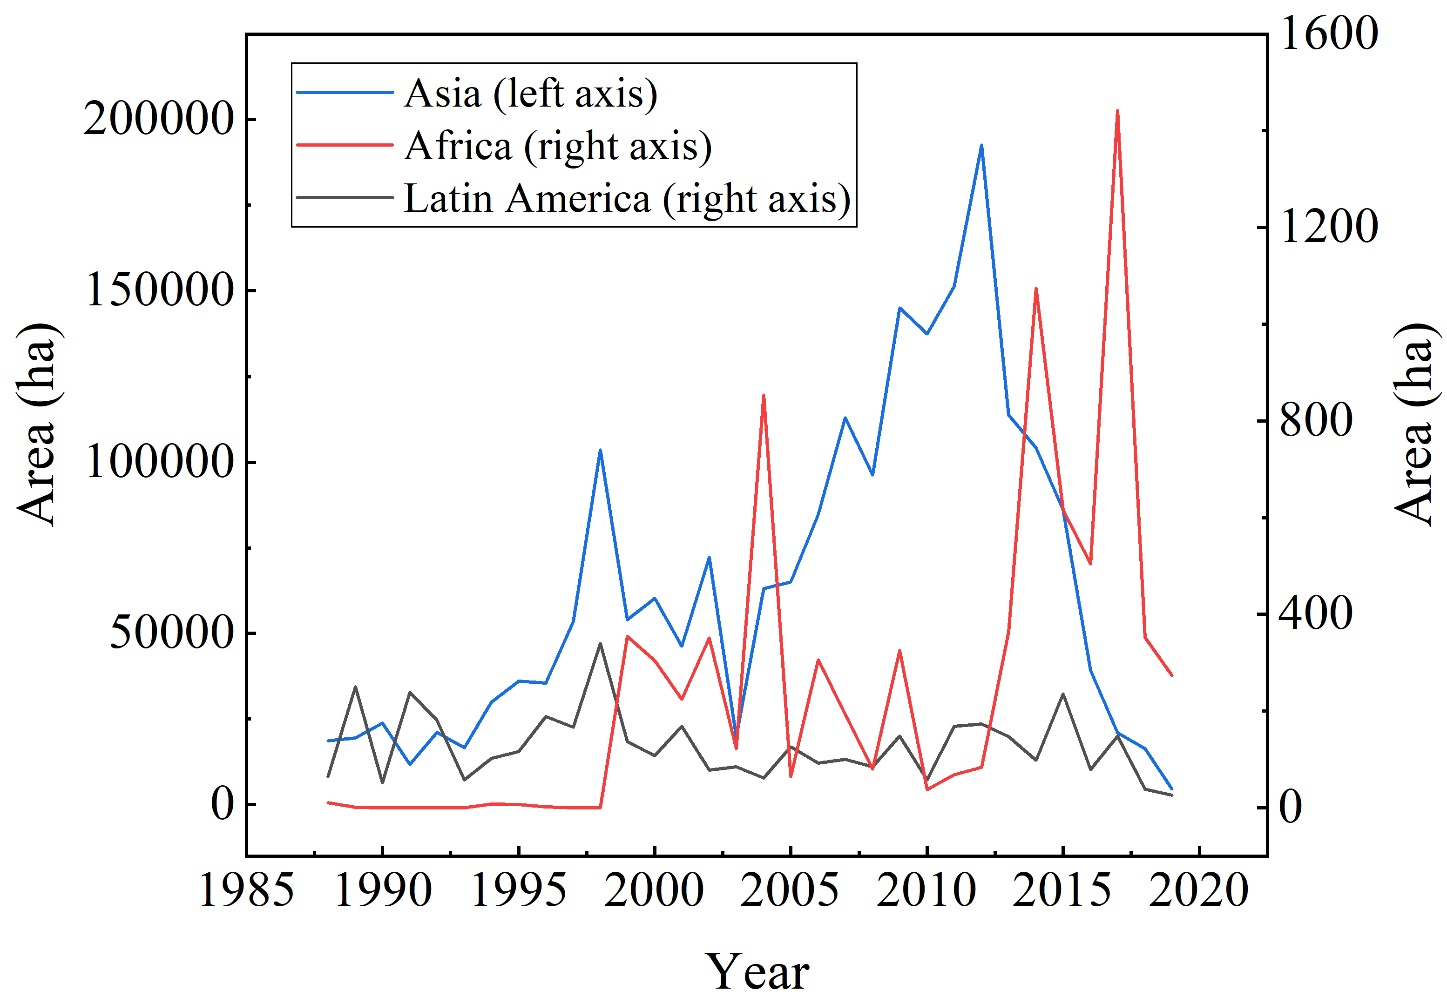 1600
Asia (left axis)
200000
Africa (right axis)
Latin America (right axis)
1200
150000
Area (ha)
Area (ha)
800
100000
400
50000
0
0
1985 1990 1995 2000 2005 2010 2015 2020
Year